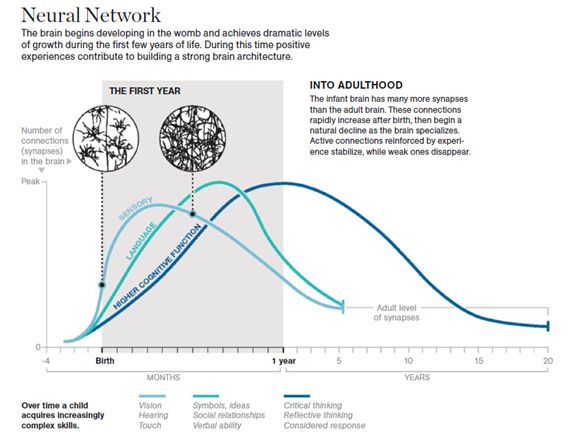 Neural Network
The brain begins developing in the womb and achieves dramatic levels
of growth during the first few years of life. During this time positive
experiences contribute to building a strong brain architecture.
THE FIRST YEAR
INTO ADULTHOOD
The infant brain has many more synapses
than the adult brain. These connections
rapidly increase after birth, then begin a
natural decline as the brain specializes.
Active connections reinforced by experi-
ence stabilize, while weak ones disappear.
Number of
connections
(synapses)
in the brain
Peak
SENSORY
LANGUAGE
HIGHER COGNITIVE FUNCTION
Adult level
of synapses
0
-4
Birth
1 year
5
10
15
20
MONTHS
YEARS
Over time a child
acquires increasingly
complex skills.
Vision
Hearing
Touch
Symbols, ideas
Social relationships
Verbal ability
Critical thinking
Reflective thinking
Considered response